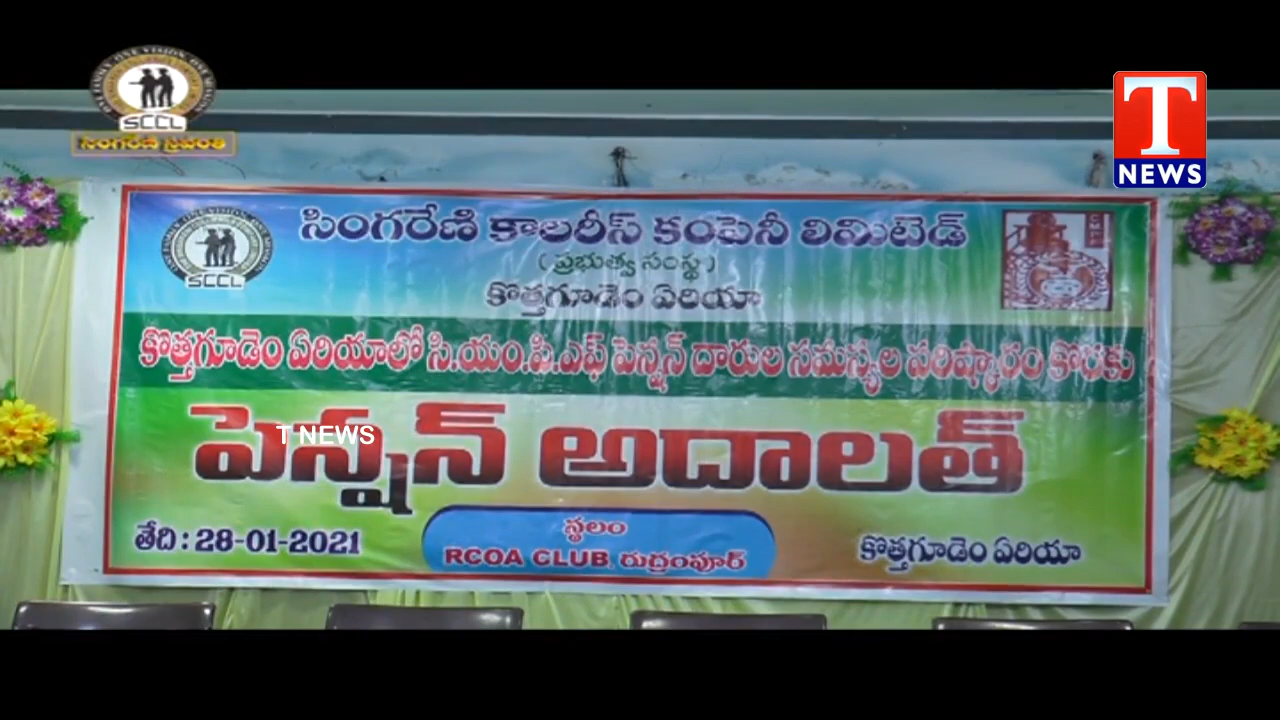 SCCL
సింగరేణి స్రవంతి
T
NEWS
సింగరేణి కాలరీస్ కంపెనీ లిమిటెడ్
(ప్రభుత్వ సంస్థ)
కొత్తగూడెం ఏరియా
SCCL
కొత్తగూడెం ఏరియాలో సి.యం.పి.ఎఫ్ పెన్షన్ దారుల సమస్యల పరిష్కారం కొరకు
పెన్షన్ అదాలత్
T NEWS
తేది : 28-01-2021
స్థలం
RCOA CLUB, రుద్రంపూర్
కొత్తగూడెం ఏరియా